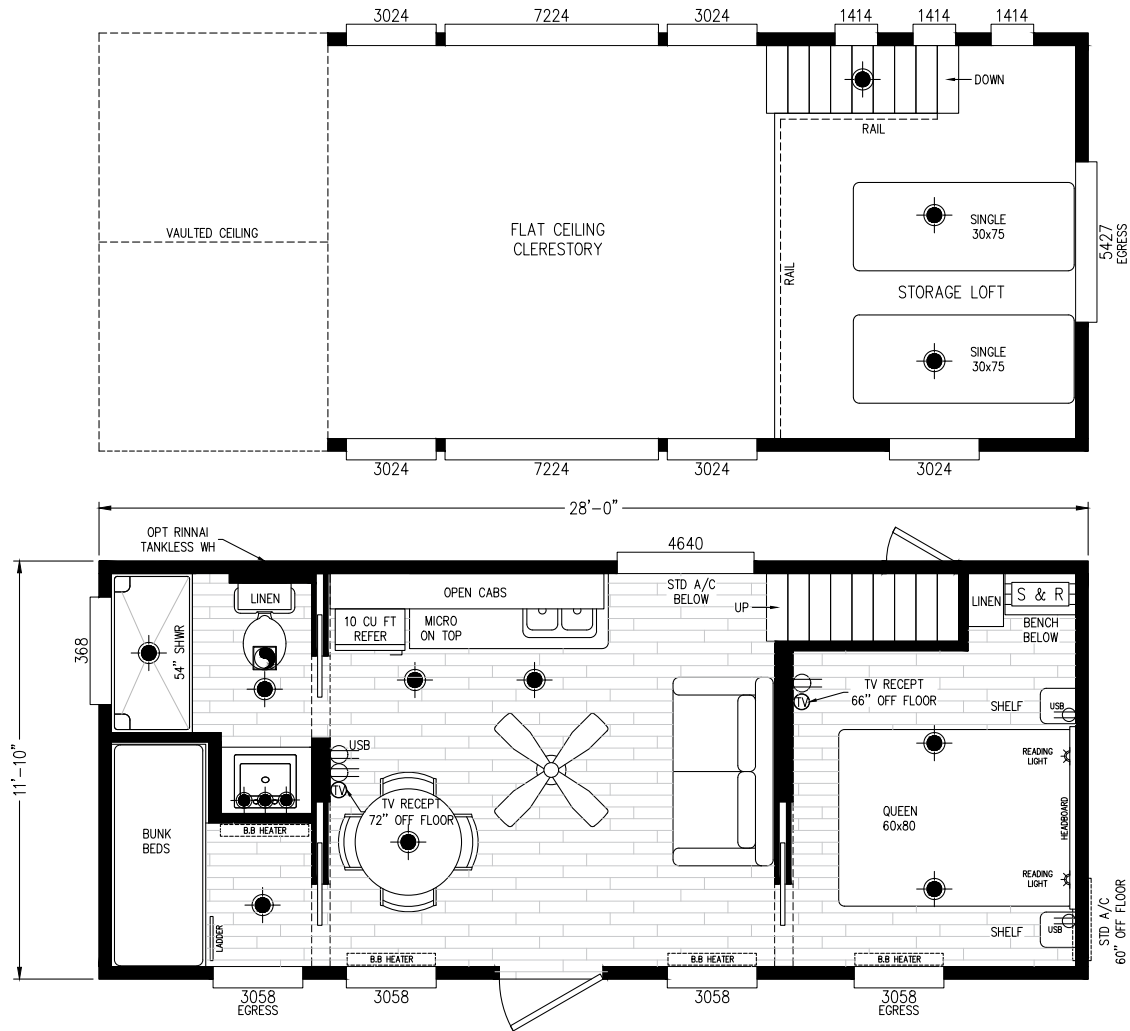 3024
7224
3024
1414
1414
1414
DOWN
RAIL
VAULTED CEILING
FLAT CEILING
CLERESTORY
RAIL
SINGLE
30x75
STORAGE LOFT
SINGLE
30x75
5427
EGRESS
3024
7224
3024
3024
28'-0"
OPT RINNAI
TANKLESS WH
4640
11'-10"
368
54" SHWR
LINEN
OPEN CABS
10 CU FT
REFER
MICRO
ON TOP
STD A/C
BELOW
UP
LINEN
S & R
BENCH
BELOW
TV RECEPT
66" OFF FLOOR
TV
SHELF
USB
READING
LIGHT
USB
TV
TV RECEPT
72" OFF FLOOR
BUNK
BEDS
B.B HEATER
LADDER
QUEEN
60x80
HEADBOARD
READING
LIGHT
SHELF
USB
STD A/C
60" OFF FLOOR
B.B HEATER
B.B HEATER
B.B HEATER
3058
EGRESS
3058
3058
3058
EGRESS